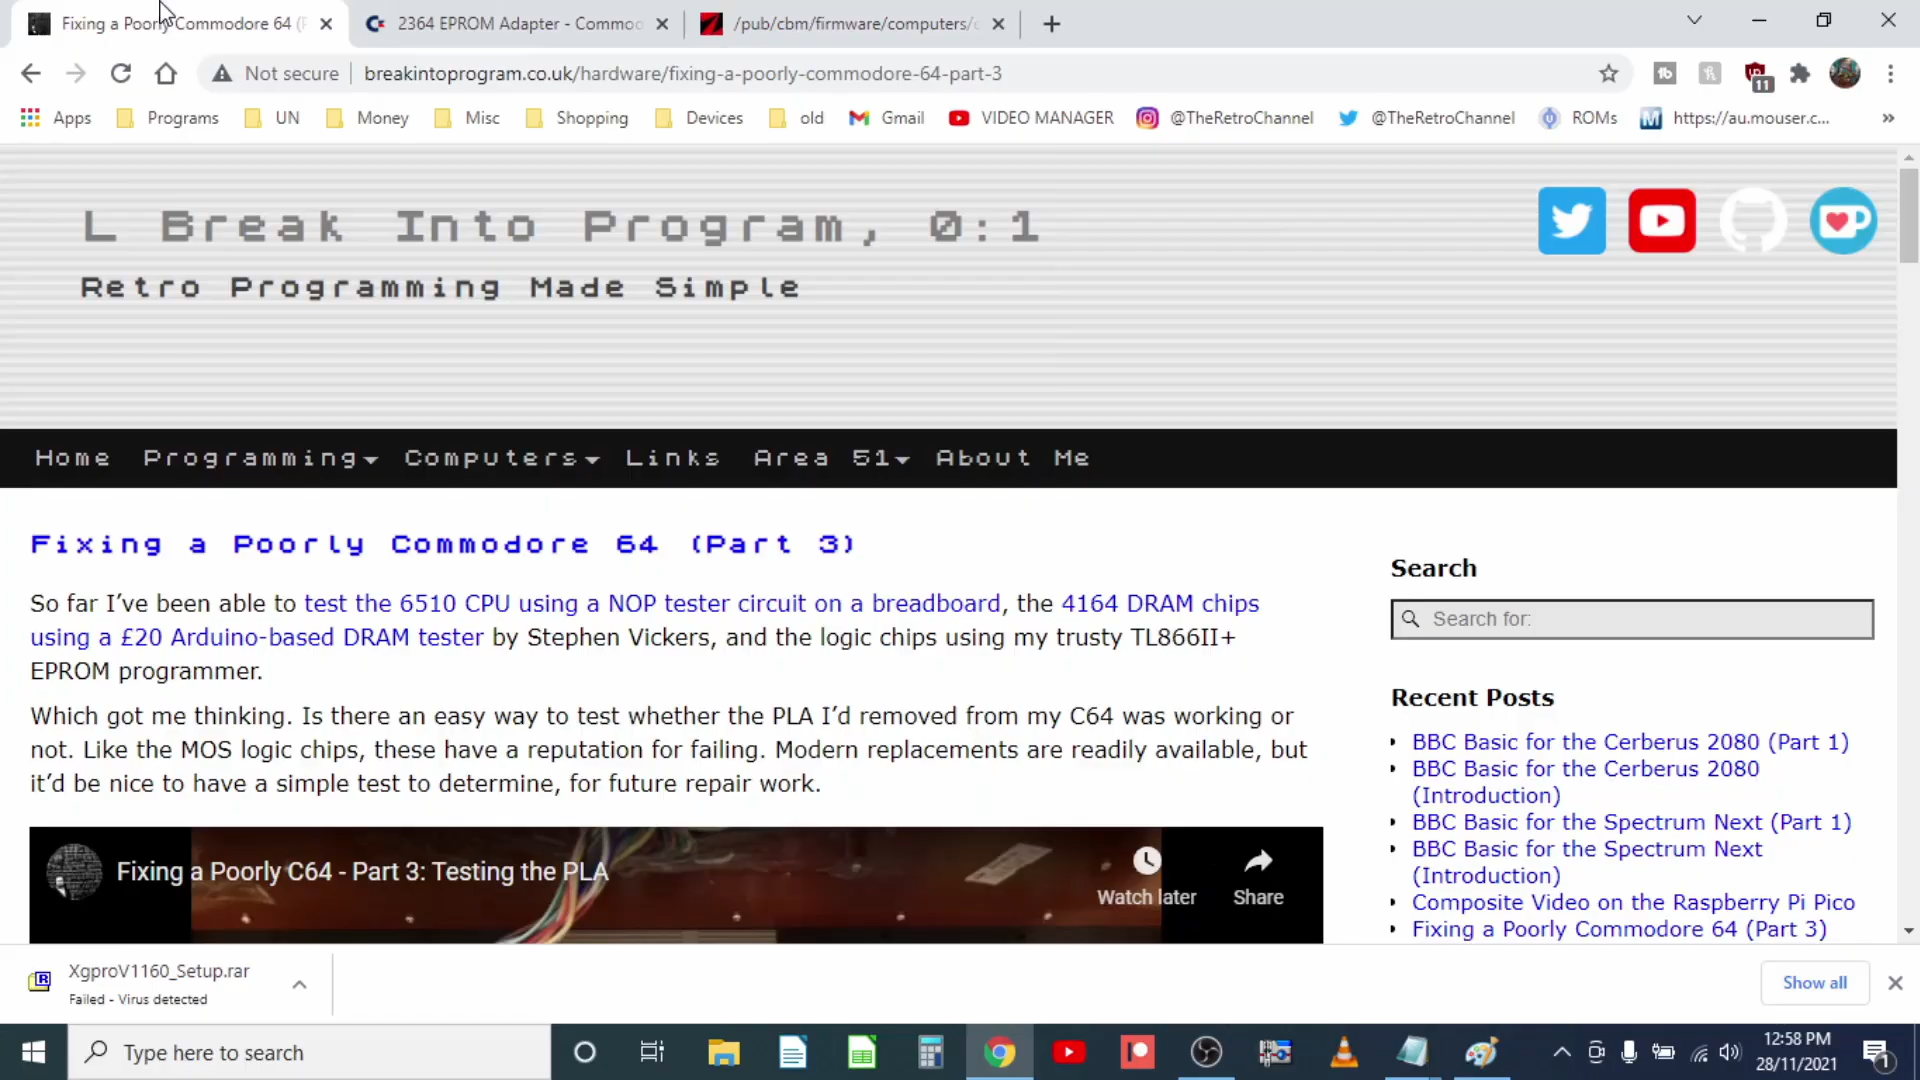 Fixing a Poorly Commodore 64 (P
2364 EPROM Adapter - Commo
/pub/cbm/firmware/computers/c
Not secure
breakintoprogram.co.uk/hardware/fixing-a-poorly-commodore-64-part-3
11
Apps
Programs
UN
Money
Misc
Shopping
Devices
old
Gmail
VIDEO MANAGER
@TheRetroChannel
@TheRetroChannel
ROMs
https://au.mouser.c...
»
L Break Into Program, 0:1
Retro Programming Made Simple
Home
Programming
Computers
Links
Area 51
About Me
Fixing a Poorly Commodore 64 (Part 3)
So far I've been able to test the 6510 CPU using a NOP tester circuit on a breadboard, the 4164 DRAM chips
using a £20 Arduino-based DRAM tester by Stephen Vickers, and the logic chips using my trusty TL866II+
EPROM programmer.
Which got me thinking. Is there an easy way to test whether the PLA I'd removed from my C64 was working or
not. Like the MOS logic chips, these have a reputation for failing. Modern replacements are readily available, but
it'd be nice to have a simple test to determine, for future repair work.
Fixing a Poorly C64 - Part 3: Testing the PLA
Watch later
Share
Search
Search for:
Recent Posts
BBC Basic for the Cerberus 2080 (Part 1)
BBC Basic for the Cerberus 2080
(Introduction)
BBC Basic for the Spectrum Next (Part 1)
BBC Basic for the Spectrum Next
(Introduction)
Composite Video on the Raspberry Pi Pico
Fixing a Poorly Commodore 64 (Part 3)
XgproV1160_Setup.rar
Failed - Virus detected
Show all
Type here to search
12:58 PM
28/11/2021
1